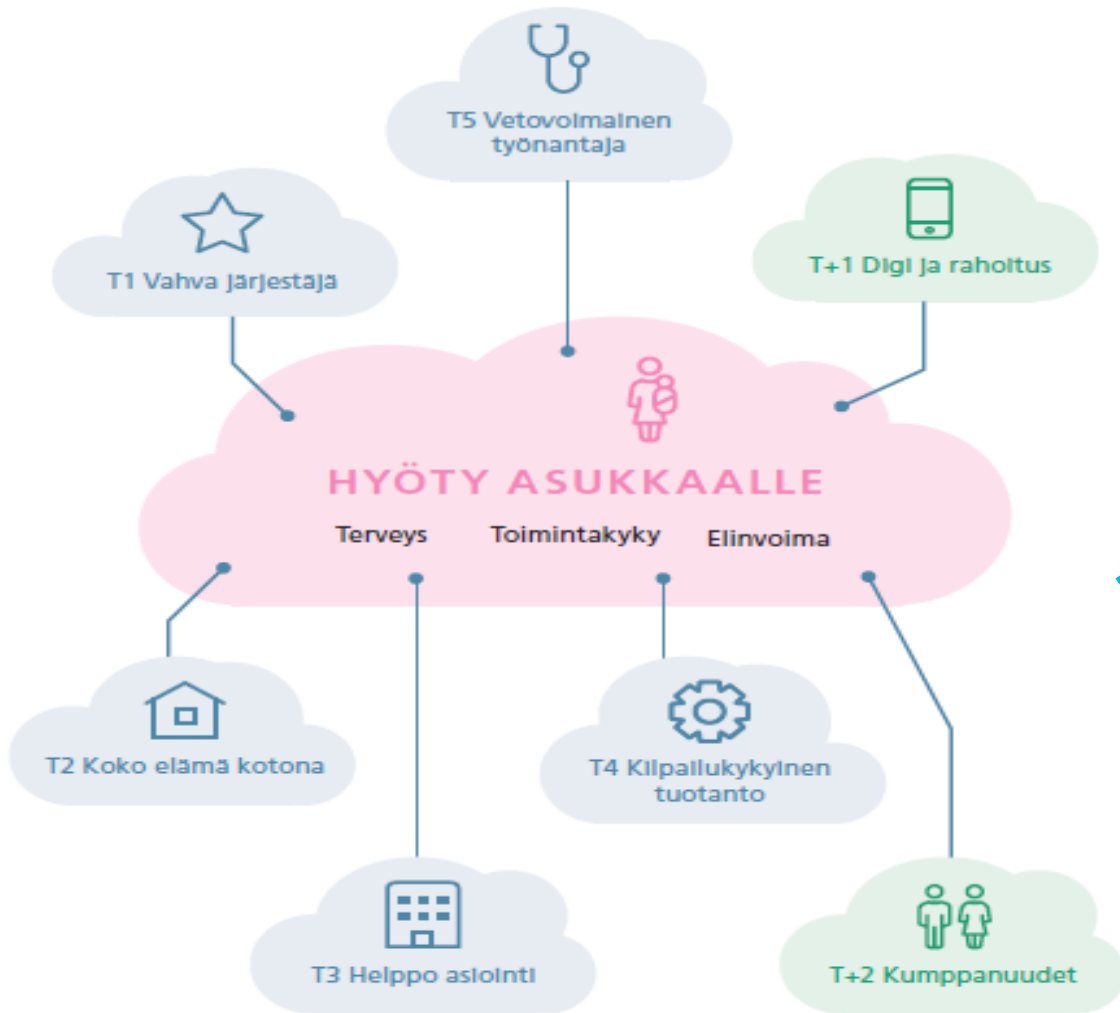 T5 Vetovoimainen
työnantaja
T1 Vahva järjestäjä
T+1 Digi ja rahoitus
HYÖTY ASUKKAALLE
Terveys Toimintakyky Elinvoima
T2 Koko elämä kotona
T4 Kilpailukykyinen
tuotanto
T3 Helppo asiointi
T+2 Kumppanuudet